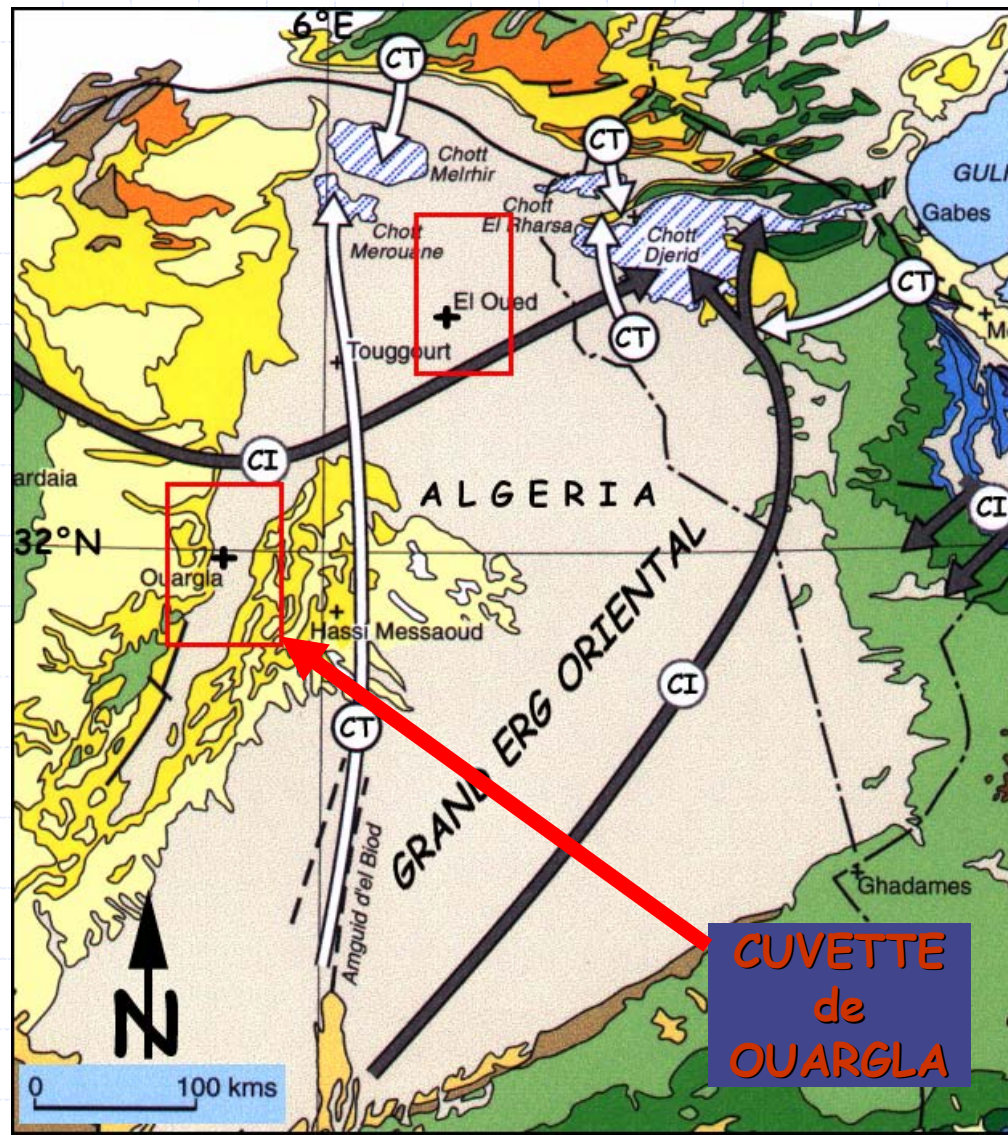 6°E
CT
CT
Chott
Melrhir
GULF
Chott
El Rharsa
Gabes
Chott
Merouane
Chott
Djerid
CT
El Oued
CT
Touggourt
CI
ardaia
ALGERIA
CI
32°N
Ouargla
Hassi Messaoud
GRAND ERG ORIENTAL
CI
CT
Amguid d'el Biod
Ghadames
CUVETTE
de
OUARGLA
N
0 100 kms